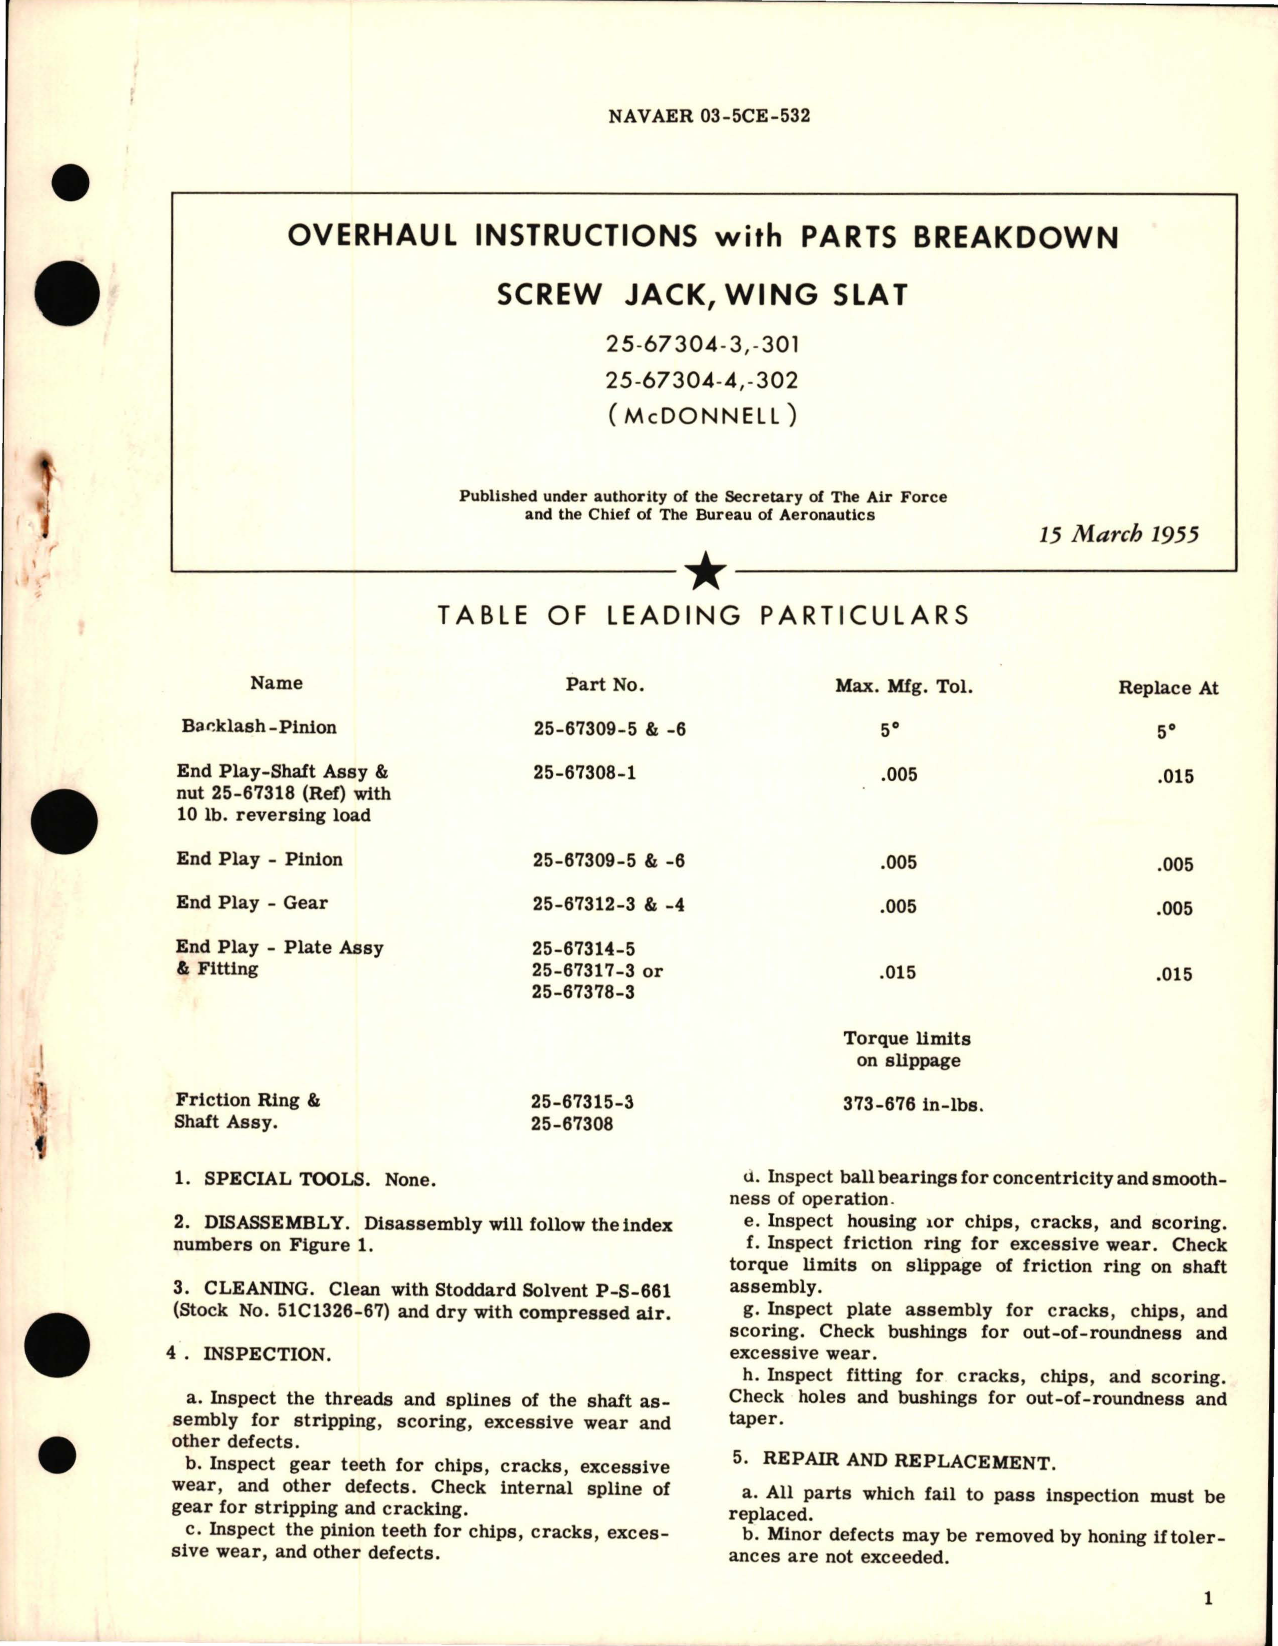 NAVAER 03-5CE-532
OVERHAUL INSTRUCTIONS with PARTS BREAKDOWN
SCREW JACK, WING SLAT
25-67304-3,-301
25-67304-4,-302
(McDONNELL)
Published under authority of the Secretary of The Air Force
and the Chief of The Bureau of Aeronautics
15 March 1955
TABLE OF LEADING PARTICULARS
Name Part No. Max. Mfg. Tol. Replace At
Backlash-Pinion 25-67309-5 & -6 5° 5°
End Play-Shaft Assy & 25-67308-1 .005 .015
nut 25-67318 (Ref) with
10 lb. reversing load
End Play - Pinion 25-67309-5 & -6 .005 .005
End Play - Gear 25-67312-3 & -4 .005 .005
End Play - Plate Assy 25-67314-5
& Fitting 25-67317-3 or .015 .015
25-67378-3
Torque limits
on slippage
Friction Ring & 25-67315-3 373-676 in-lbs.
Shaft Assy. 25-67308
1. SPECIAL TOOLS. None.
2. DISASSEMBLY. Disassembly will follow the index
numbers on Figure 1.
3. CLEANING. Clean with Stoddard Solvent P-S-661
(Stock No. 51C1326-67) and dry with compressed air.
4 . INSPECTION.
a. Inspect the threads and splines of the shaft as-
sembly for stripping, scoring, excessive wear and
other defects.
b. Inspect gear teeth for chips, cracks, excessive
wear, and other defects. Check internal spline of
gear for stripping and cracking.
c. Inspect the pinion teeth for chips, cracks, exces-
sive wear, and other defects.
d. Inspect ball bearings for concentricity and smooth-
ness of operation.
e. Inspect housing for chips, cracks, and scoring.
f. Inspect friction ring for excessive wear. Check
torque limits on slippage of friction ring on shaft
assembly.
g. Inspect plate assembly for cracks, chips, and
scoring. Check bushings for out-of-roundness and
excessive wear.
h. Inspect fitting for cracks, chips, and scoring.
Check holes and bushings for out-of-roundness and
taper.
5. REPAIR AND REPLACEMENT.
a. All parts which fail to pass inspection must be
replaced.
b. Minor defects may be removed by honing if toler-
ances are not exceeded.
1